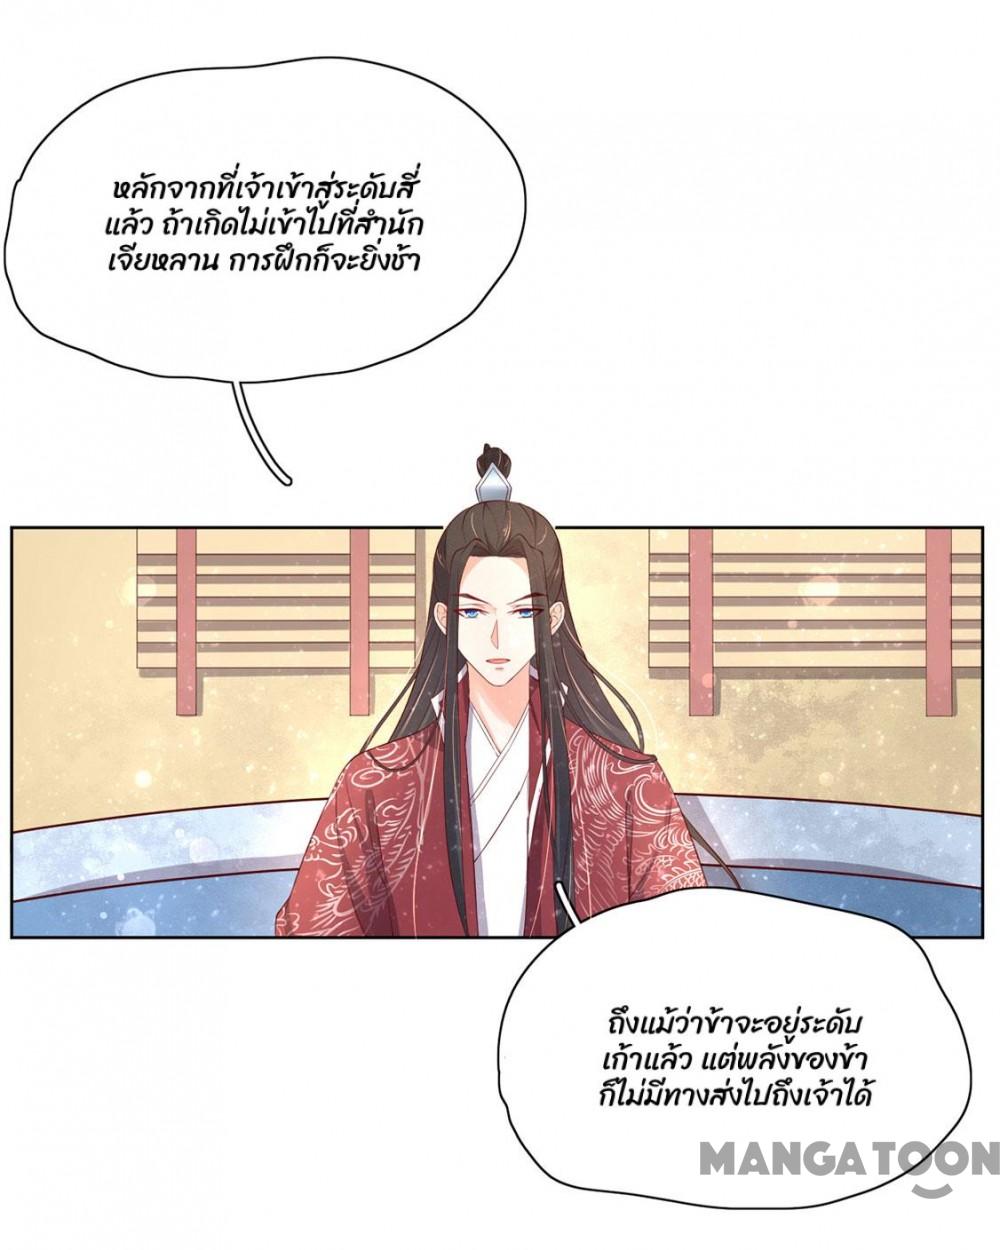 หลักจากที่เจ้าเข้าสู่ระดับสี่
แล้ว ถ้าเกิดไม่เข้าไปที่สำนัก
เจียหลาน การฝึกก็จะยิ่งช้า
ถึงแม้ว่าข้าจะอยู่ระดับ
เก้าแล้ว แต่พลังของข้า
ก็ไม่มีทางส่งไปถึงเจ้าได้
MANGATOON